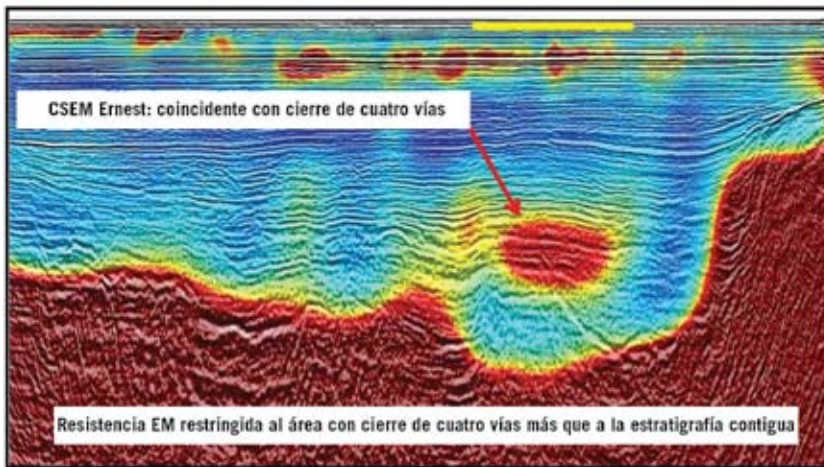 CSEM Ernest: coincidente con cierre de cuatro vías
Resistencia EM restringida al área con cierre de cuatro vías más que a la estratigrafía contigua